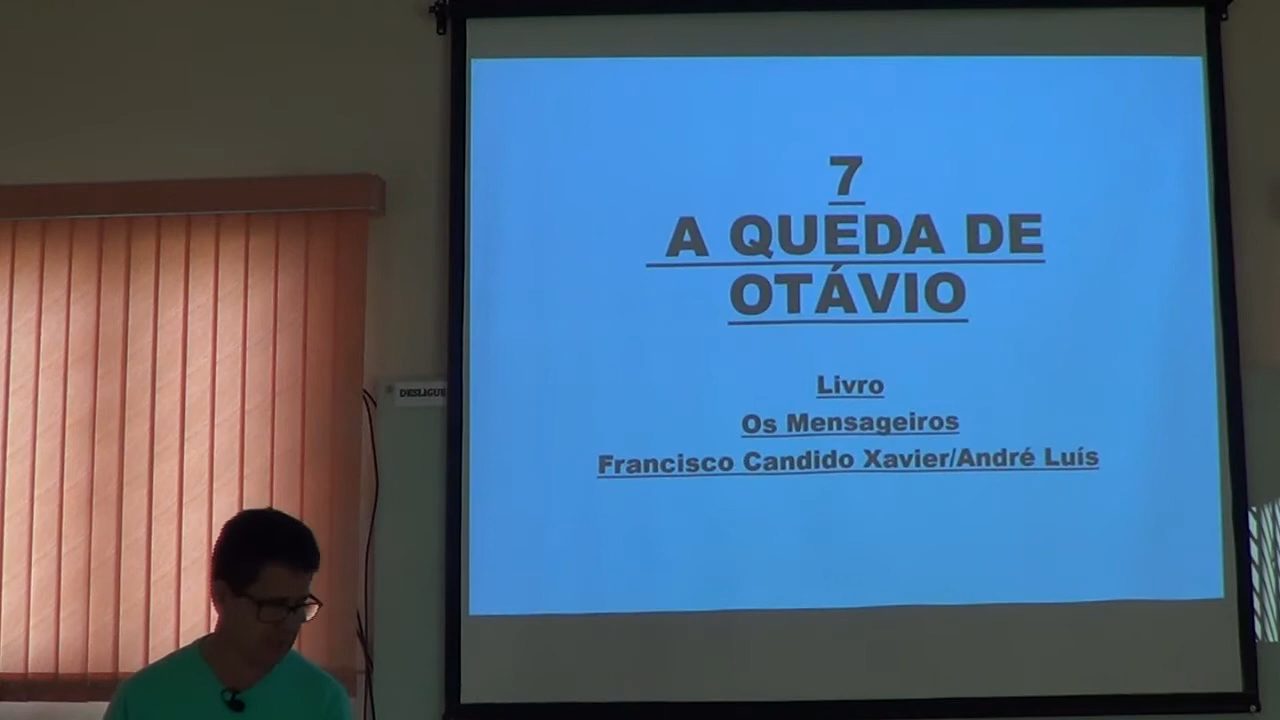 7
A QUEDA DE
OTÁVIO
Livro
Os Mensageiros
Francisco Candido Xavier/André Luís
DESLIGUE